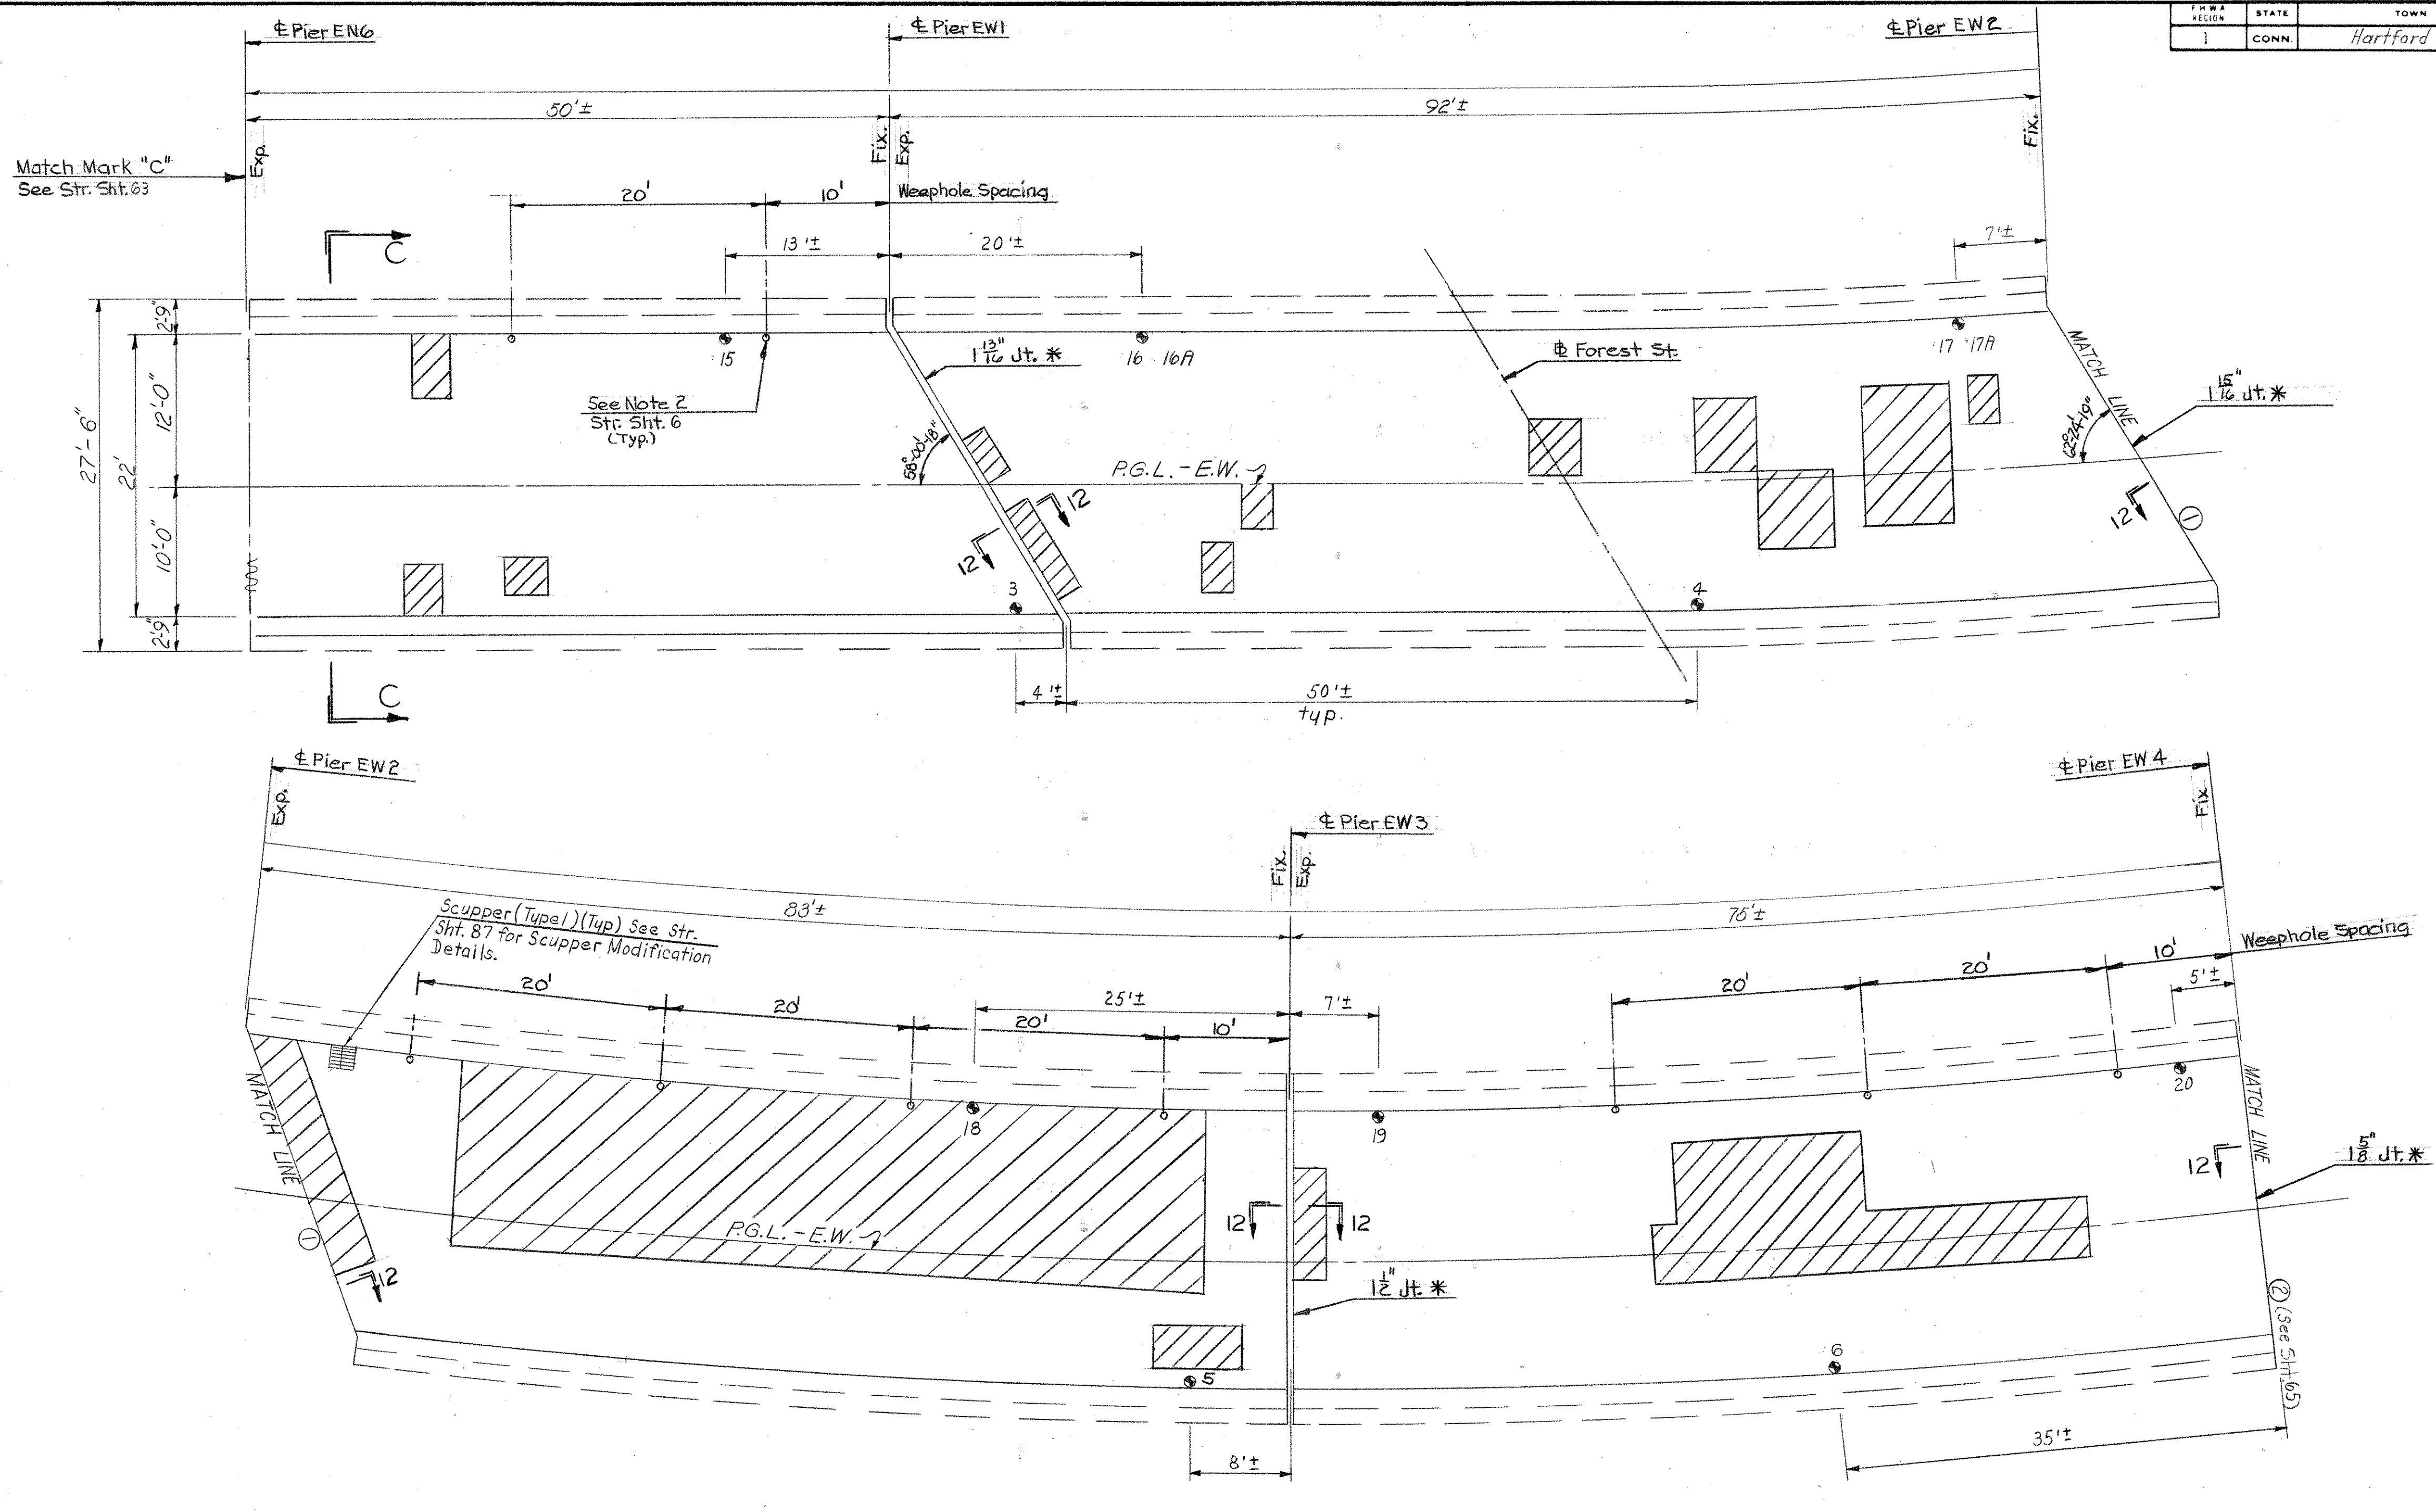 F H W A REGION STATE TOWN
1 CONN. Hartford
℄ Pier EN6
℄ Pier EW1
℄ Pier EW2
50'±
92'±
Exp.
Fix.
Exp.
Fix.
Match Mark "C"
See Str. Sht. 63
20'
10'
Weephole Spacing
C
13'±
20'±
7'±
2'-9"
12'-0"
27'-6"
22'
10'-0"
2'-9"
15
16 16A
17 17A
1 13/16" Jt. *
℄ Forest St.
MATCH LINE
1 15/16" Jt. *
See Note 2
Str. Sht. 6
(Typ.)
58°-00'-18"
62°-24'-19"
P.G.L. - E.W.
12
12
12
1
3
4
C
4'±
50'±
typ.
℄ Pier EW2
℄ Pier EW4
Exp.
Fix
℄ Pier EW3
Fix.
Exp.
83'±
75'±
Scupper (Type 1) (Typ) See Str.
Sht. 87 for Scupper Modification
Details.
Weephole Spacing
20'
20'
20'
10'
25'±
7'±
20'
20'
10'
5'±
18
19
20
MATCH LINE
MATCH LINE
1 5/8" Jt. *
12
12
12
12
P.G.L. - E.W.
1
1 1/2" Jt. *
2 (See Sht. 65)
5
6
8'±
35'±